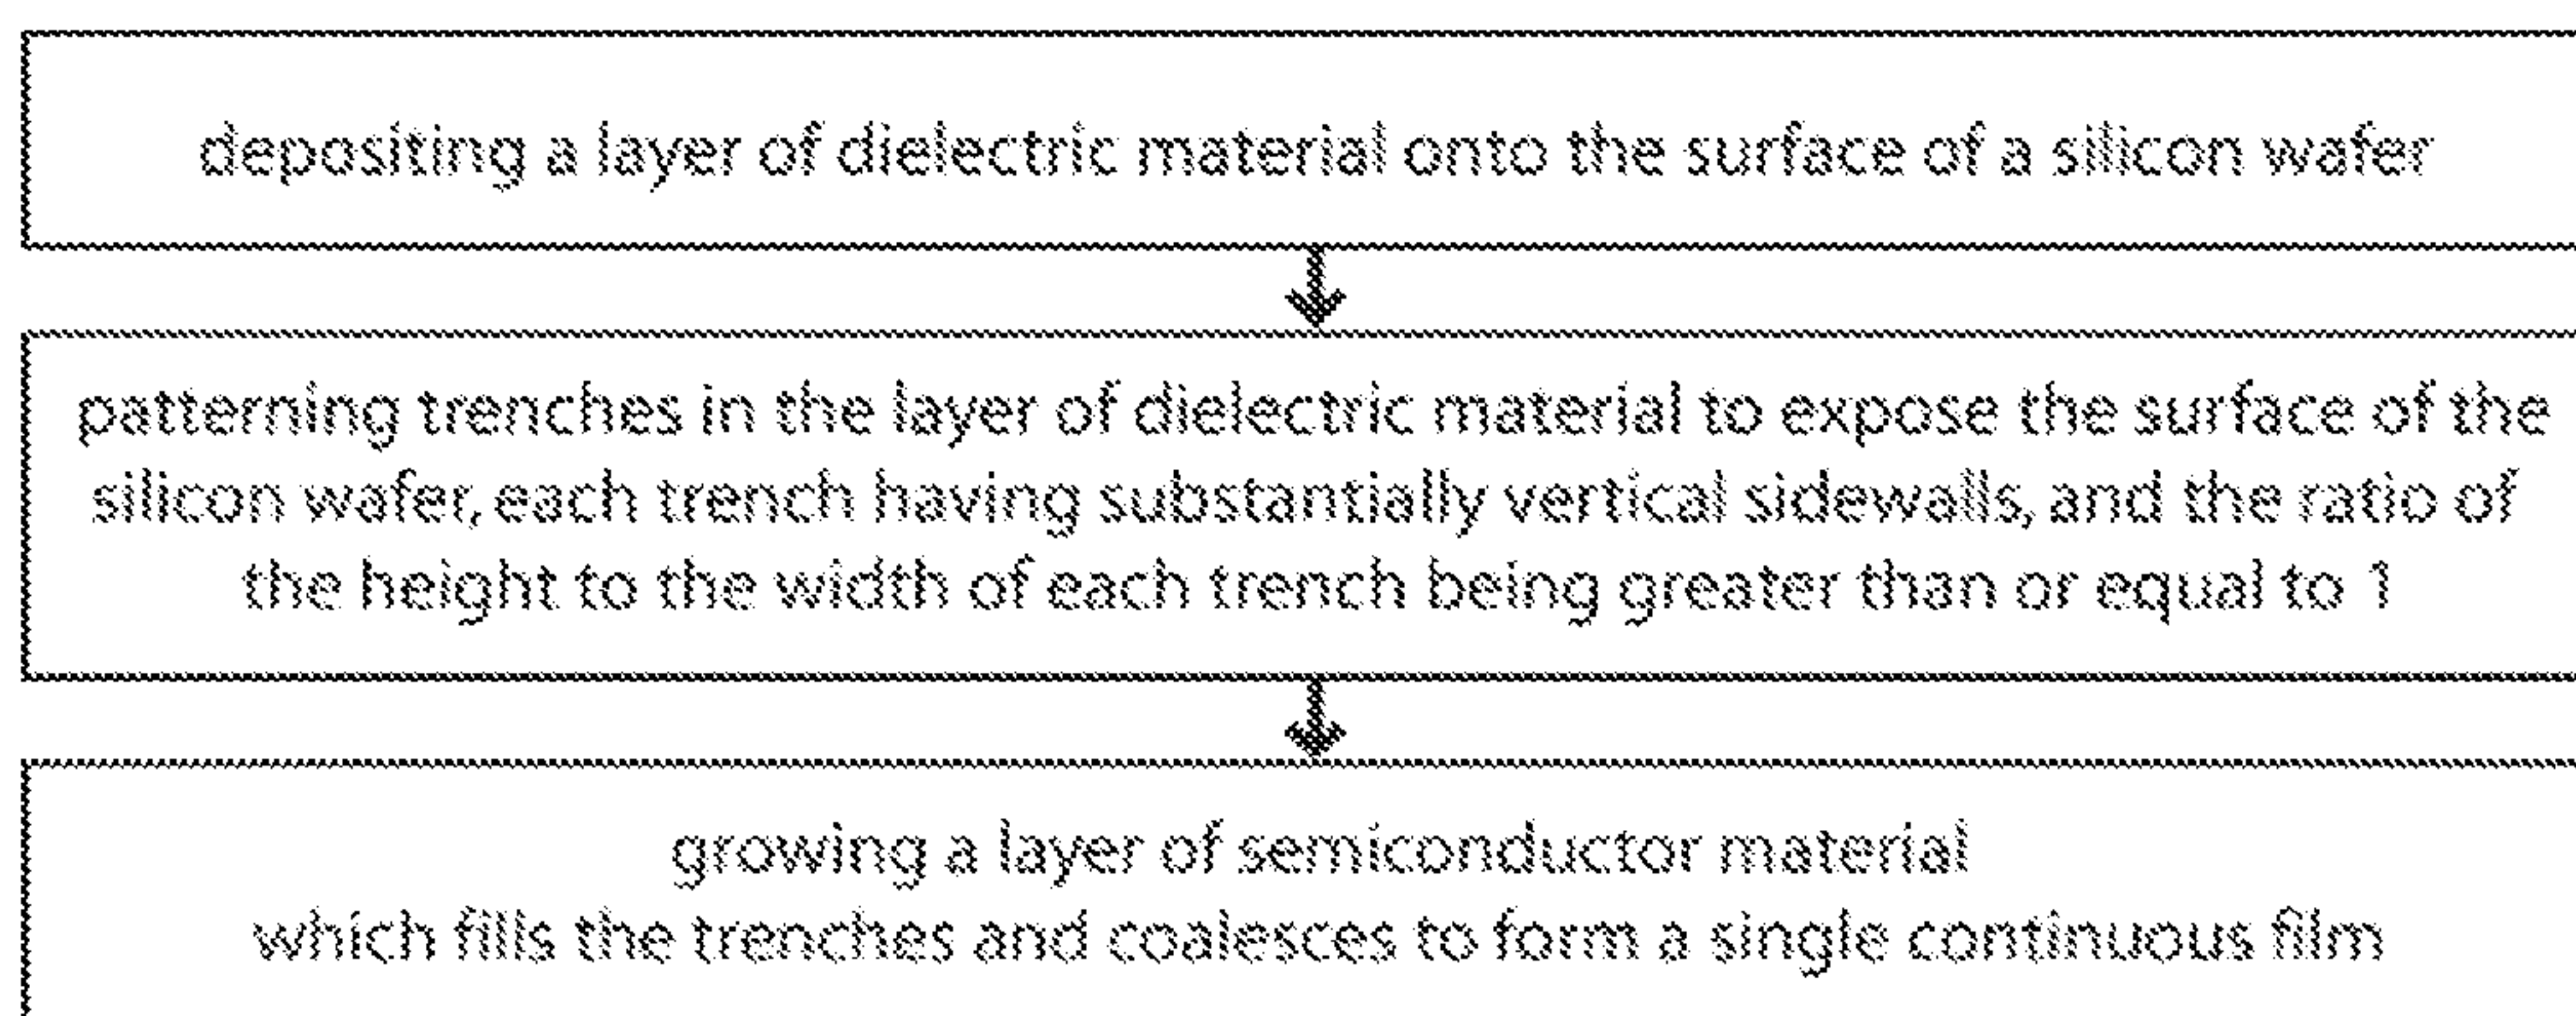 depositing a layer of dielectric material onto the surface of a silicon wafer
patterning trenches in the layer of dielectric material to expose the surface of the
silicon wafer, each trench having substantially vertical sidewalls, and the ratio of
the height to the width of each trench being greater than or equal to 1
growing a layer of semiconductor material
which fills the trenches and coalesces to form a single continuous film